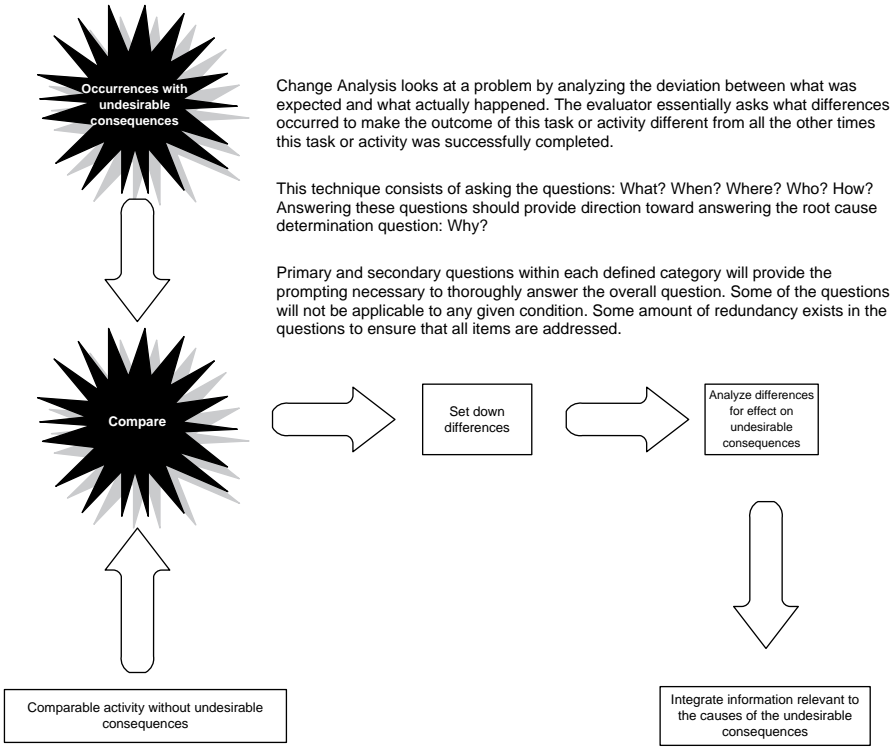 Occurrences with
undesirable
consequences
Change Analysis looks at a problem by analyzing the deviation between what was
expected and what actually happened. The evaluator essentially asks what differences
occurred to make the outcome of this task or activity different from all the other times
this task or activity was successfully completed.
This technique consists of asking the questions: What? When? Where? Who? How?
Answering these questions should provide direction toward answering the root cause
determination question: Why?
Primary and secondary questions within each defined category will provide the
prompting necessary to thoroughly answer the overall question. Some of the questions
will not be applicable to any given condition. Some amount of redundancy exists in the
questions to ensure that all items are addressed.
Compare
Set down
differences
Analyze differences
for effect on
undesirable
consequences
Comparable activity without undesirable
consequences
Integrate information relevant to
the causes of the undesirable
consequences